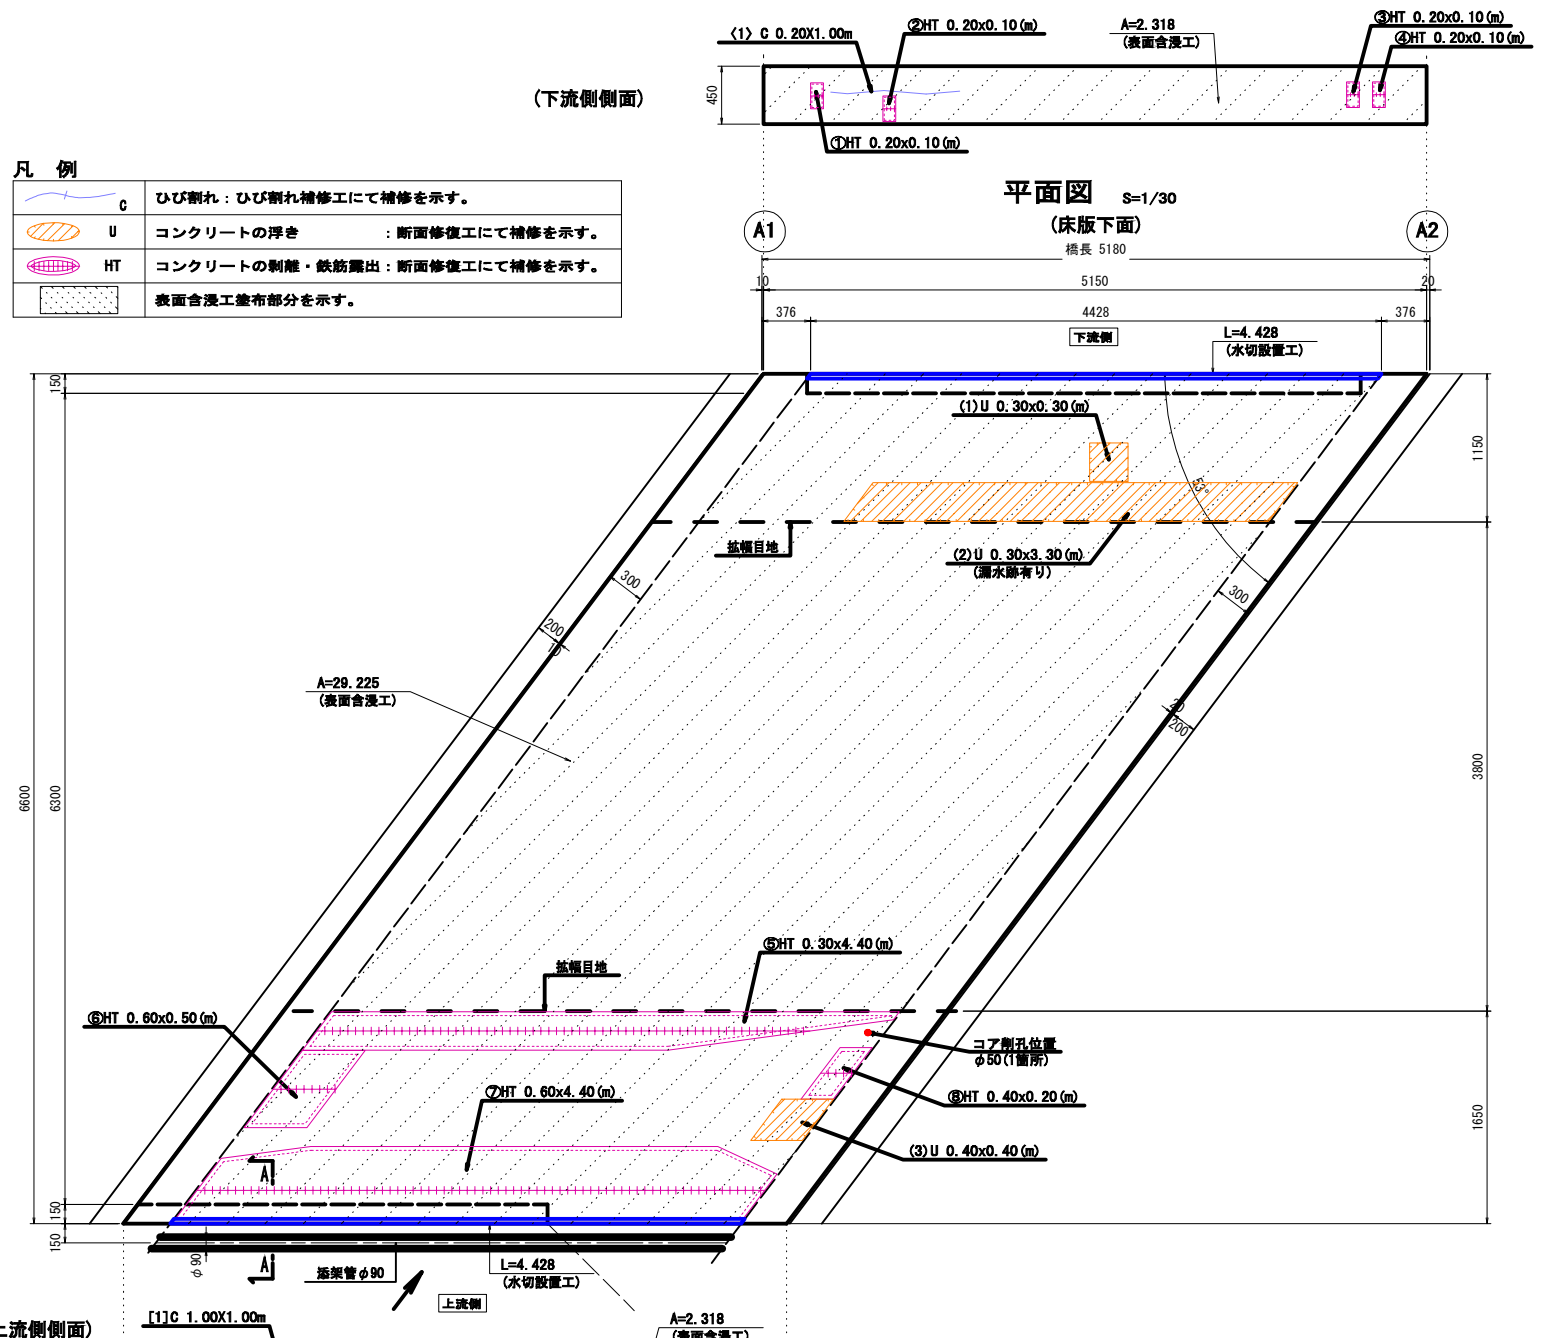 〈1〉 C 0.20X1.00m
②HT 0.20x0.10(m)
A=2.318
(表面含浸工)
③HT 0.20x0.10(m)
④HT 0.20x0.10(m)
(下流側側面)
450
①HT 0.20x0.10(m)
凡 例
C ひび割れ：ひび割れ補修工にて補修を示す。
U コンクリートの浮き ：断面修復工にて補修を示す。
HT コンクリートの剥離・鉄筋露出：断面修復工にて補修を示す。
表面含浸工塗布部分を示す。
平面図 S=1/30
(床版下面)
A1
A2
橋長 5180
10 5150 20
376 4428 376
下流側
L=4.428
(水切設置工)
150
(1)U 0.30x0.30(m)
1150
53°
拡幅目地
(2)U 0.30x3.30(m)
(漏水跡有り)
300
300
200
10
A=29.225
(表面含浸工)
20
200
6600
6300
3800
⑤HT 0.30x4.40(m)
拡幅目地
⑥HT 0.60x0.50(m)
コア削孔位置
φ50(1箇所)
⑦HT 0.60x4.40(m)
⑧HT 0.40x0.20(m)
1650
(3)U 0.40x0.40(m)
A
150
150
φ90
A
添架管φ90
L=4.428
(水切設置工)
上流側
[1]C 1.00X1.00m
A=2.318
(表面含浸工)
上流側側面)